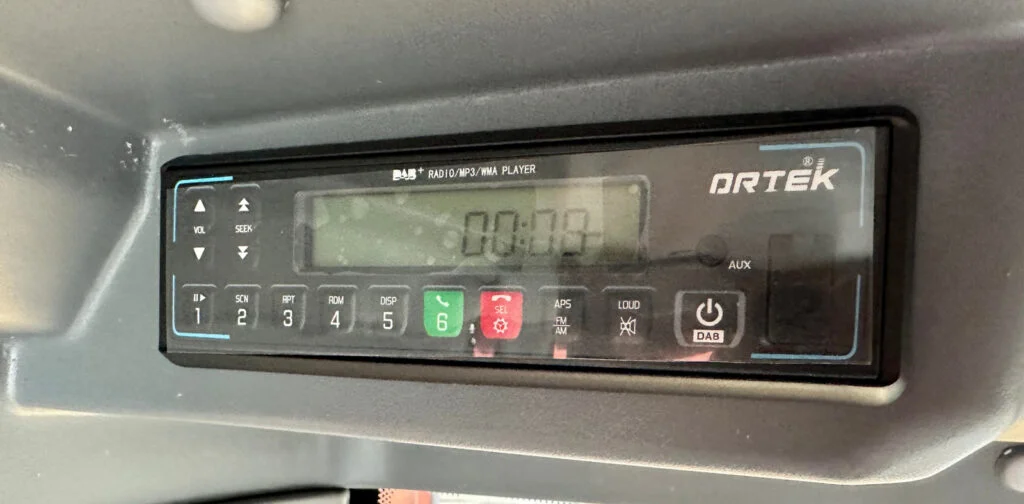 DAB+ RADIO/MP3/WMA PLAYER
ORTEK®
VOL
SEEK
00:00
AUX
1
SCN
2
RPT
3
RDM
4
DISP
5
6
SEL
APS
FM
AM
LOUD
DAB